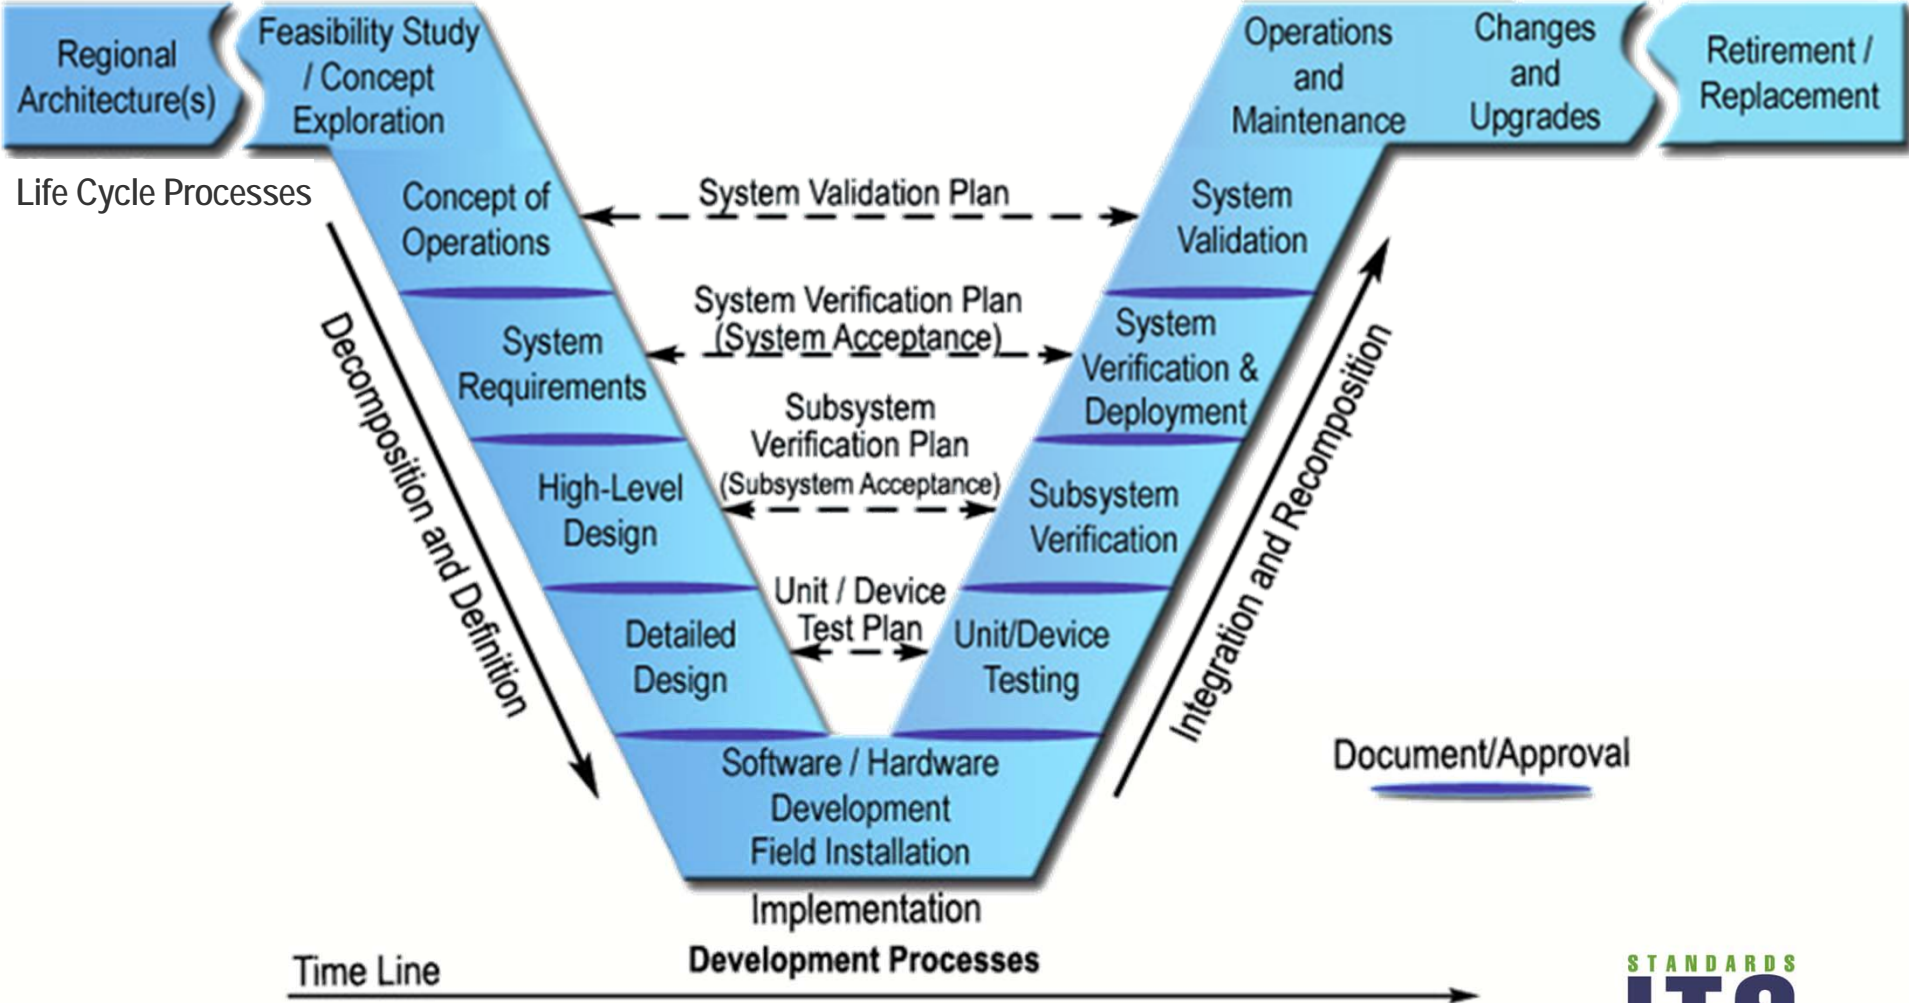 Regional
Architecture(s)
Feasibility Study
/ Concept
Exploration
Operations
and
Maintenance
Changes
and
Upgrades
Retirement /
Replacement
Life Cycle Processes
Concept of
Operations
System Validation Plan
System
Validation
System
Requirements
System Verification Plan
(System Acceptance)
System
Verification &
Deployment
High-Level
Design
Subsystem
Verification Plan
(Subsystem Acceptance)
Subsystem
Verification
Detailed
Design
Unit / Device
Test Plan
Unit/Device
Testing
Decomposition and Definition
Integration and Recomposition
Software / Hardware
Development
Field Installation
Document/Approval
Implementation
Development Processes
Time Line
STANDARDS
ITS